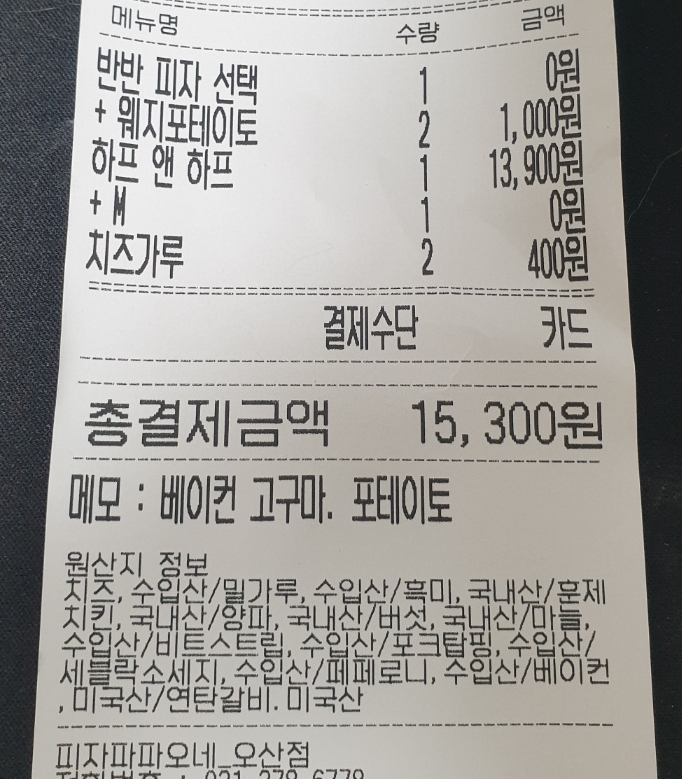 메뉴명 수량 금액
반반 피자 선택 1 0원
+ 웨지포테이토 2 1,000원
하프 앤 하프 1 13,900원
+ M 1 0원
치즈가루 2 400원
결제수단 카드
총결제금액 15,300원
메모 : 베이컨 고구마. 포테이토
원산지 정보
치즈, 수입산/밀가루, 수입산/흑미, 국내산/훈제
치킨, 국내산/양파, 국내산/버섯, 국내산/마늘,
수입산/비트스트립, 수입산/포크탑핑, 수입산/
세블락소세지, 수입산/페페로니, 수입산/베이컨
, 미국산/연탄갈비. 미국산
피자파파오네_오산점
전화번호 : 031-378-6779